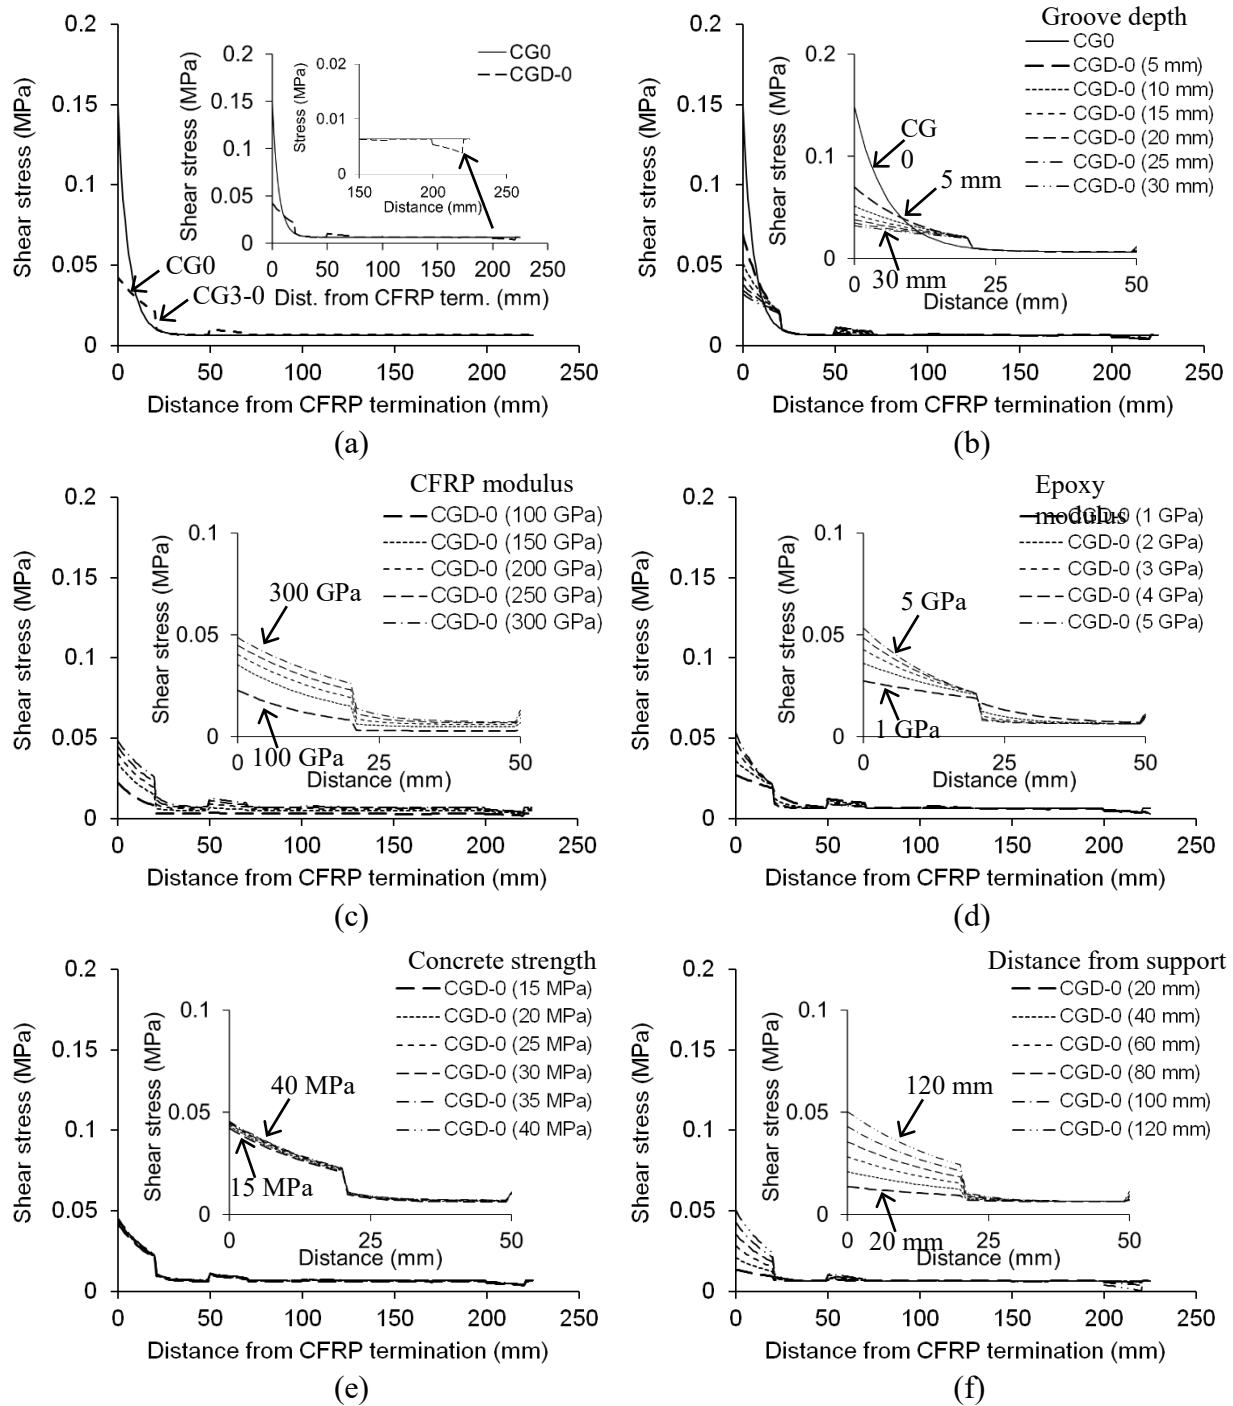 0.2
0.15
0.1
0.05
0
Shear stress (MPa)
0 50 100 150 200 250
Distance from CFRP termination (mm)
CG0
CG3-0
0.2
0.15
0.1
0.05
0
Shear stress (MPa)
0 50 100 150 200 250
Dist. from CFRP term. (mm)
CG0
CGD-0
0.02
0.01
0
Stress (MPa)
150 200 250
Distance (mm)
(a)
Groove depth
CG0
CGD-0 (5 mm)
CGD-0 (10 mm)
CGD-0 (15 mm)
CGD-0 (20 mm)
CGD-0 (25 mm)
CGD-0 (30 mm)
0.2
0.15
0.1
0.05
0
Shear stress (MPa)
0 50 100 150 200 250
Distance from CFRP termination (mm)
0.2
0.1
0
Shear stress (MPa)
CG
0
5 mm
30 mm
0 25 50
Distance (mm)
(b)
CFRP modulus
CGD-0 (100 GPa)
CGD-0 (150 GPa)
CGD-0 (200 GPa)
CGD-0 (250 GPa)
CGD-0 (300 GPa)
0.2
0.15
0.1
0.05
0
Shear stress (MPa)
0 50 100 150 200 250
Distance from CFRP termination (mm)
0.1
0.05
0
Shear stress (MPa)
300 GPa
100 GPa
0 25 50
Distance (mm)
(c)
Epoxy
modulus
CGD-0 (1 GPa)
CGD-0 (2 GPa)
CGD-0 (3 GPa)
CGD-0 (4 GPa)
CGD-0 (5 GPa)
0.2
0.15
0.1
0.05
0
Shear stress (MPa)
0 50 100 150 200 250
Distance from CFRP termination (mm)
0.1
0.05
0
Shear stress (MPa)
5 GPa
1 GPa
0 25 50
Distance (mm)
(d)
Concrete strength
CGD-0 (15 MPa)
CGD-0 (20 MPa)
CGD-0 (25 MPa)
CGD-0 (30 MPa)
CGD-0 (35 MPa)
CGD-0 (40 MPa)
0.2
0.15
0.1
0.05
0
Shear stress (MPa)
0 50 100 150 200 250
Distance from CFRP termination (mm)
0.1
0.05
0
Shear stress (MPa)
40 MPa
15 MPa
0 25 50
Distance (mm)
(e)
Distance from support
CGD-0 (20 mm)
CGD-0 (40 mm)
CGD-0 (60 mm)
CGD-0 (80 mm)
CGD-0 (100 mm)
CGD-0 (120 mm)
0.2
0.15
0.1
0.05
0
Shear stress (MPa)
0 50 100 150 200 250
Distance from CFRP termination (mm)
0.1
0.05
0
Shear stress (MPa)
120 mm
20 mm
0 25 50
Distance (mm)
(f)